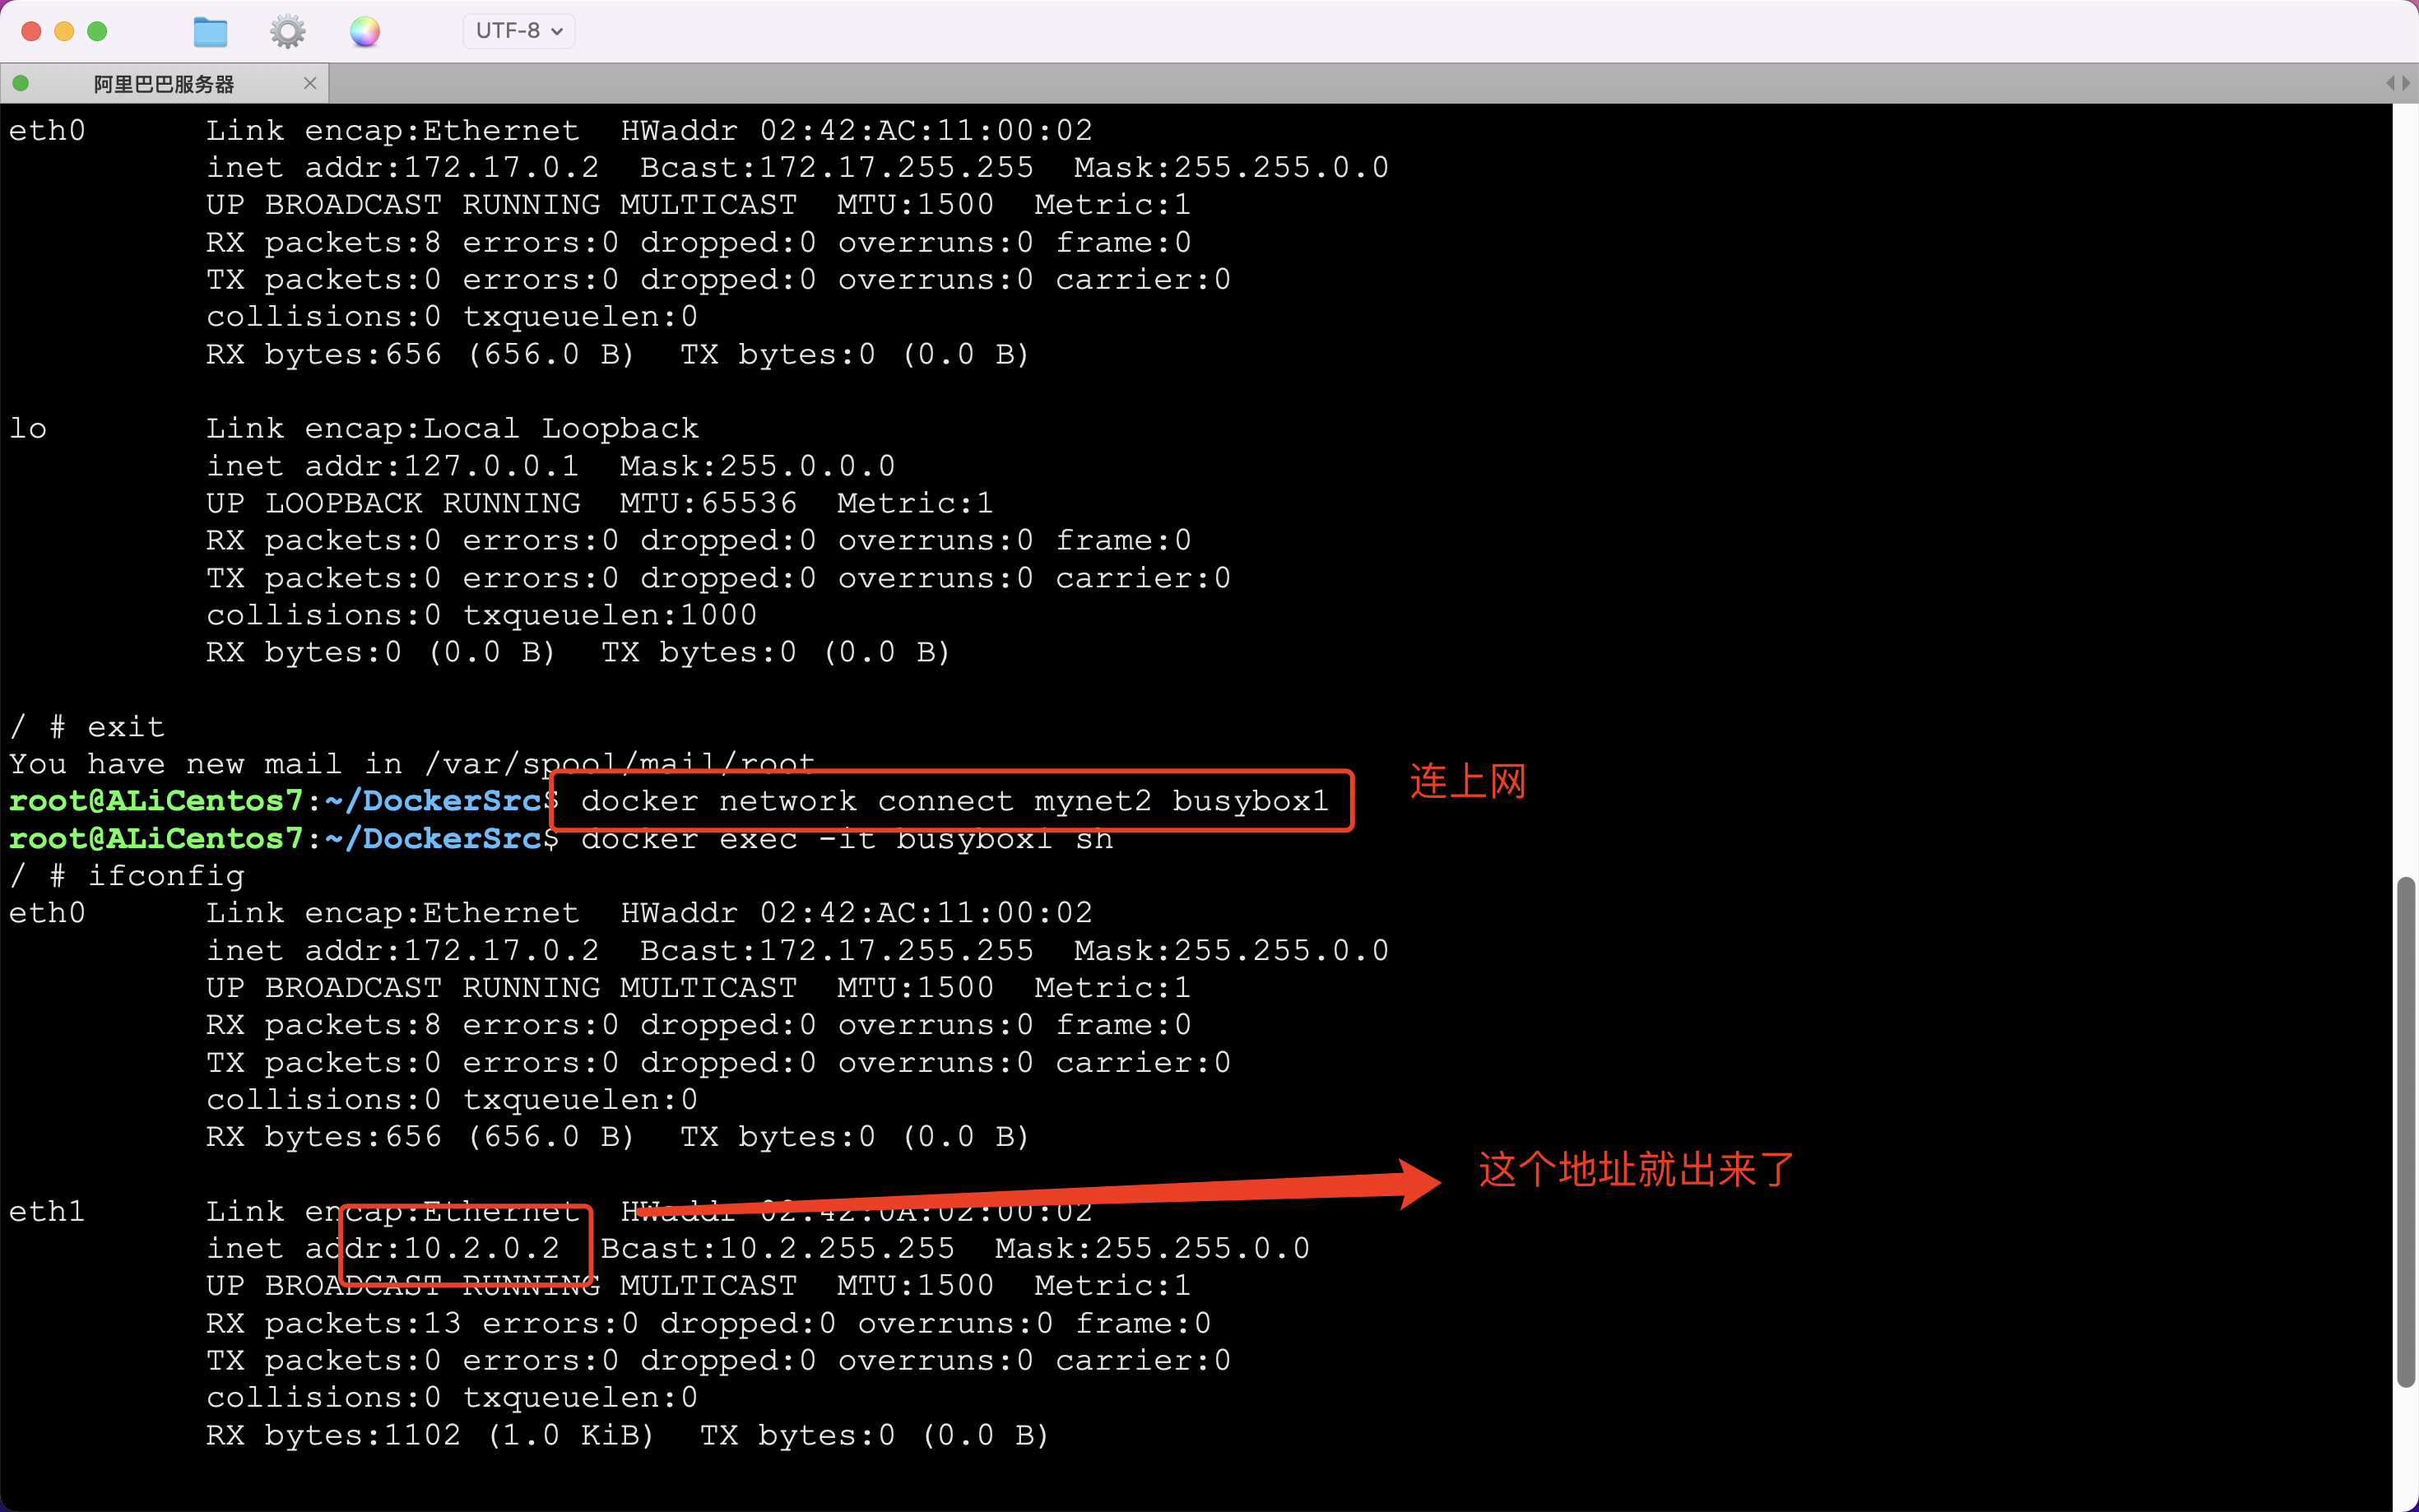 UTF-8
阿里巴巴服务器
eth0      Link encap:Ethernet  HWaddr 02:42:AC:11:00:02
          inet addr:172.17.0.2  Bcast:172.17.255.255  Mask:255.255.0.0
          UP BROADCAST RUNNING MULTICAST  MTU:1500  Metric:1
          RX packets:8 errors:0 dropped:0 overruns:0 frame:0
          TX packets:0 errors:0 dropped:0 overruns:0 carrier:0
          collisions:0 txqueuelen:0
          RX bytes:656 (656.0 B)  TX bytes:0 (0.0 B)
lo        Link encap:Local Loopback
          inet addr:127.0.0.1  Mask:255.0.0.0
          UP LOOPBACK RUNNING  MTU:65536  Metric:1
          RX packets:0 errors:0 dropped:0 overruns:0 frame:0
          TX packets:0 errors:0 dropped:0 overruns:0 carrier:0
          collisions:0 txqueuelen:1000
          RX bytes:0 (0.0 B)  TX bytes:0 (0.0 B)
/ # exit
You have new mail in /var/spool/mail/root
root@ALiCentos7:~/DockerSrc$ docker network connect mynet2 busybox1
连上网
root@ALiCentos7:~/DockerSrc$ docker exec -it busybox1 sh
/ # ifconfig
eth0      Link encap:Ethernet  HWaddr 02:42:AC:11:00:02
          inet addr:172.17.0.2  Bcast:172.17.255.255  Mask:255.255.0.0
          UP BROADCAST RUNNING MULTICAST  MTU:1500  Metric:1
          RX packets:8 errors:0 dropped:0 overruns:0 frame:0
          TX packets:0 errors:0 dropped:0 overruns:0 carrier:0
          collisions:0 txqueuelen:0
          RX bytes:656 (656.0 B)  TX bytes:0 (0.0 B)
这个地址就出来了
eth1      Link encap:Ethernet  HWaddr 02:42:0A:02:00:02
          inet addr:10.2.0.2  Bcast:10.2.255.255  Mask:255.255.0.0
          UP BROADCAST RUNNING MULTICAST  MTU:1500  Metric:1
          RX packets:13 errors:0 dropped:0 overruns:0 frame:0
          TX packets:0 errors:0 dropped:0 overruns:0 carrier:0
          collisions:0 txqueuelen:0
          RX bytes:1102 (1.0 KiB)  TX bytes:0 (0.0 B)